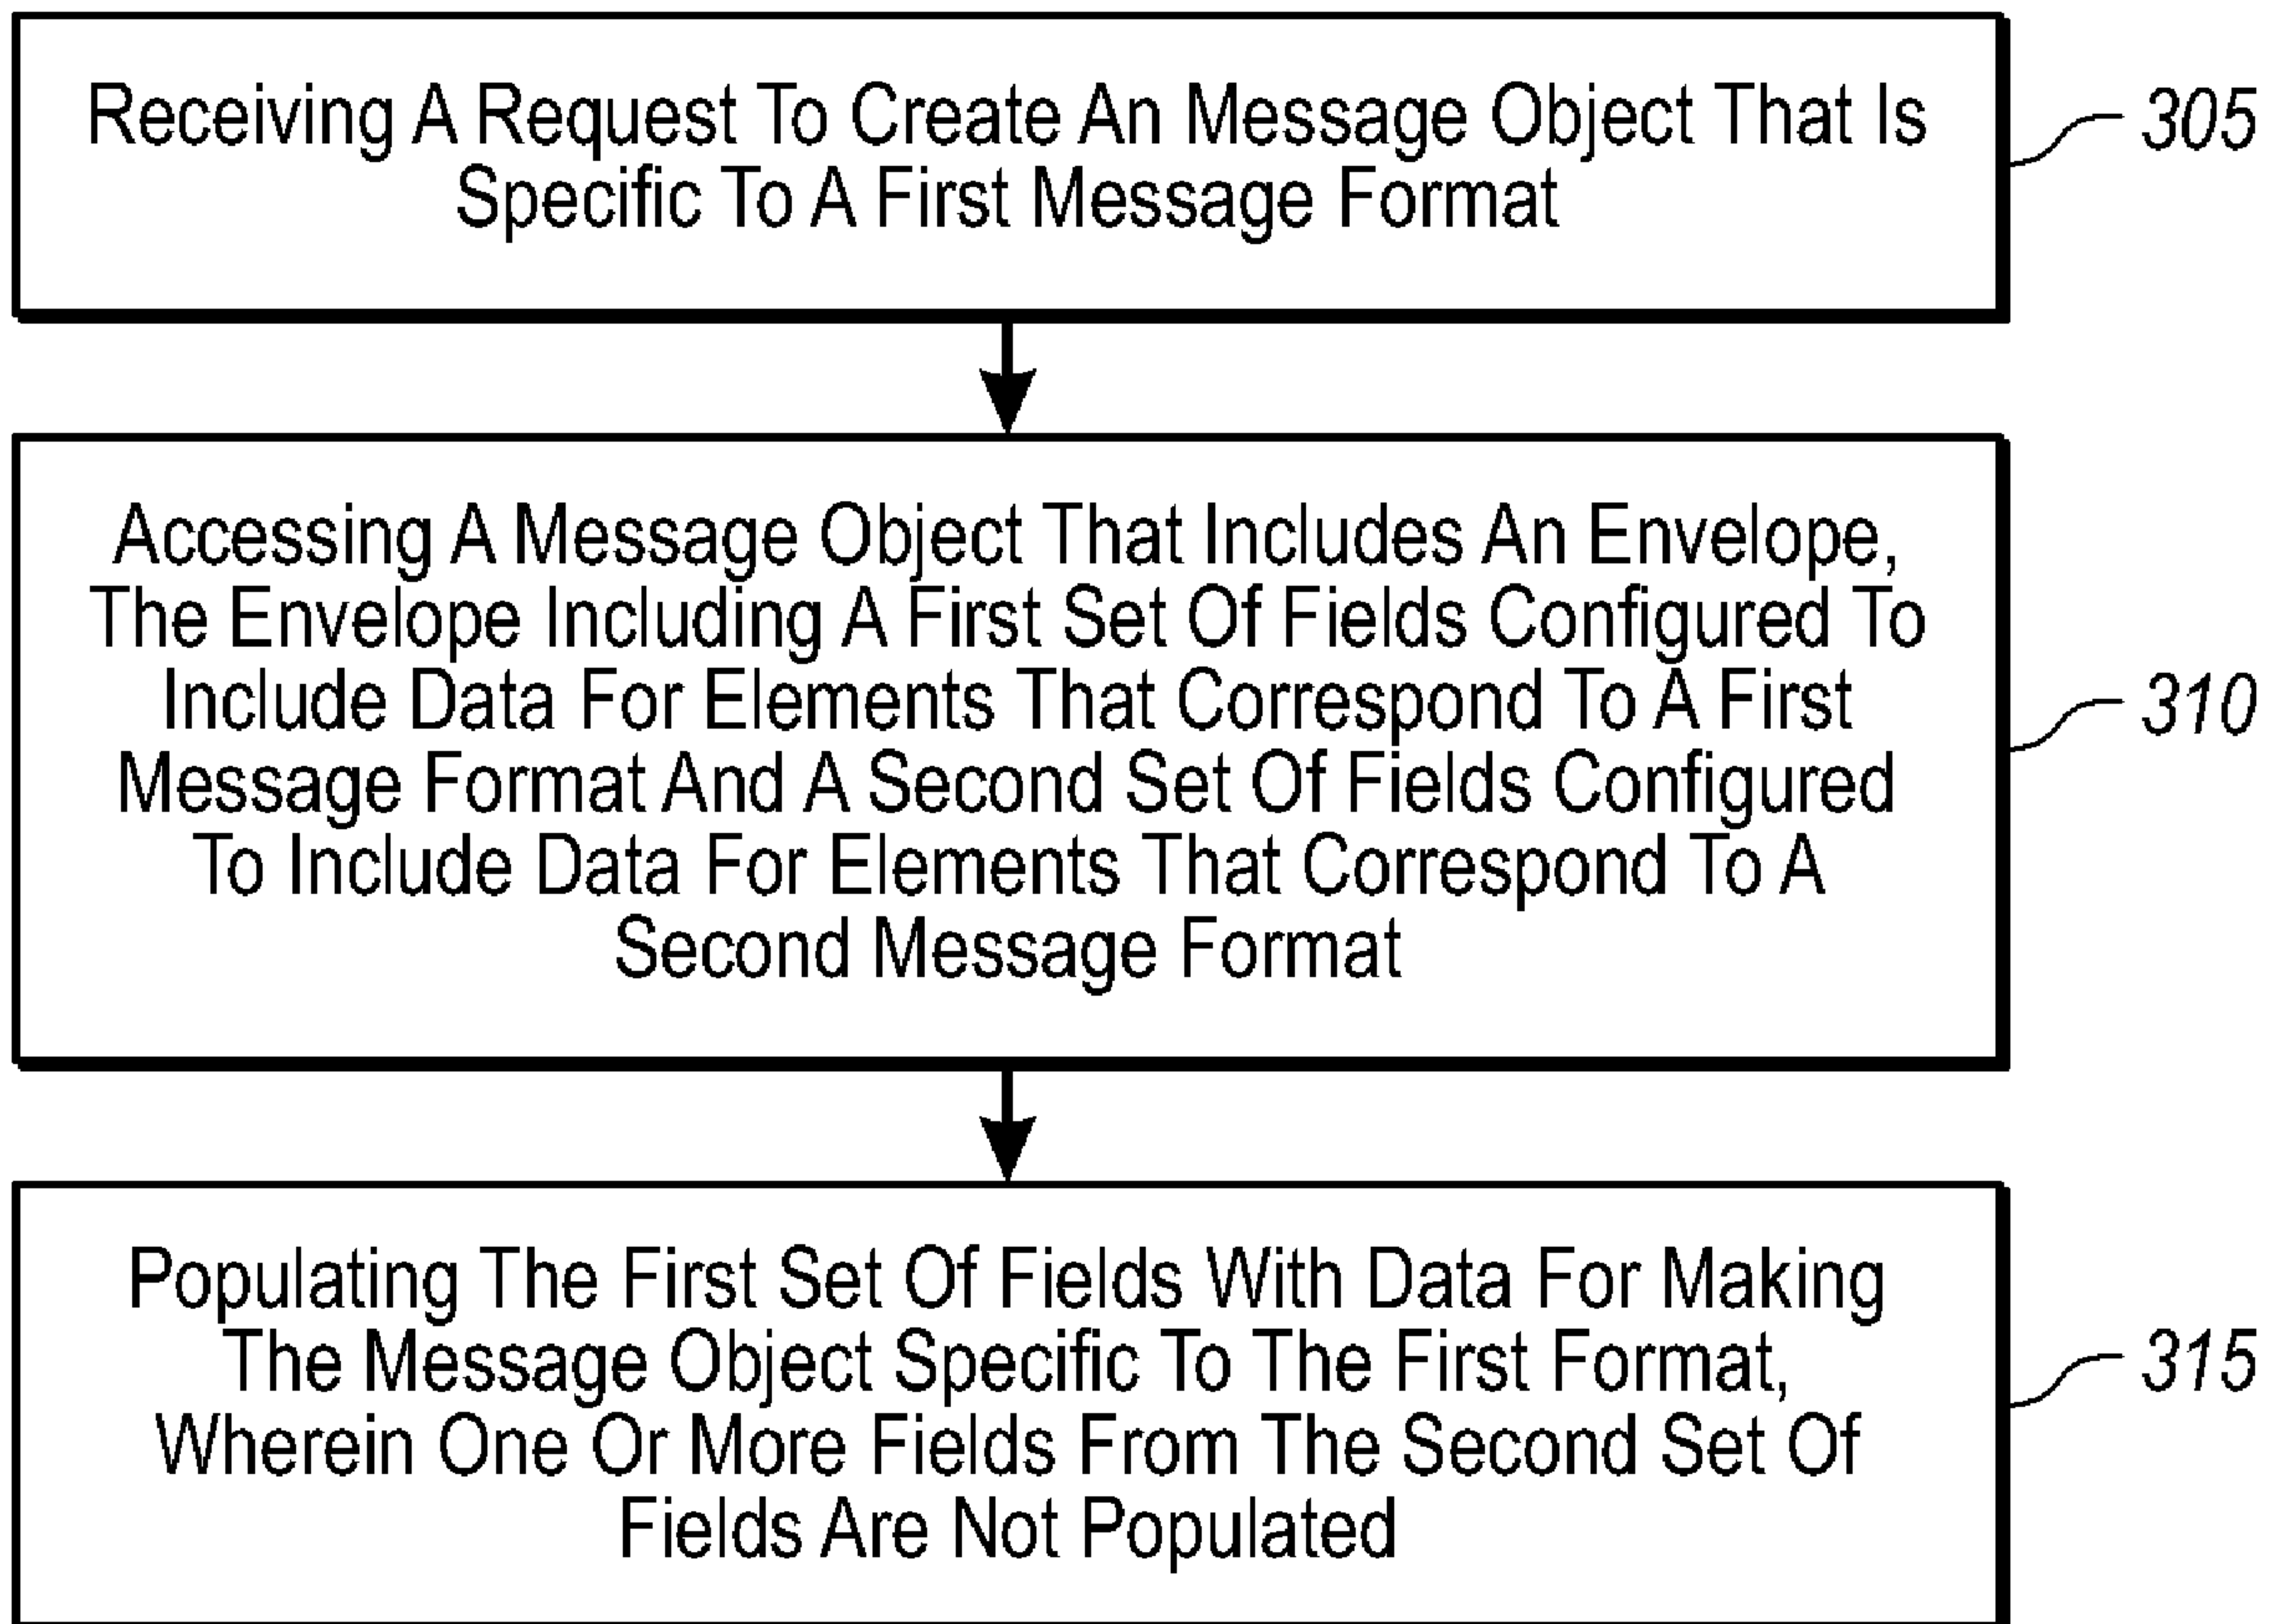 Receiving A Request To Create An Message Object That Is
Specific To A First Message Format
305
Accessing A Message Object That Includes An Envelope,
The Envelope Including A First Set Of Fields Configured To
Include Data For Elements That Correspond To A First
Message Format And A Second Set Of Fields Configured
To Include Data For Elements That Correspond To A
Second Message Format
310
Populating The First Set Of Fields With Data For Making
The Message Object Specific To The First Format,
Wherein One Or More Fields From The Second Set Of
Fields Are Not Populated
315